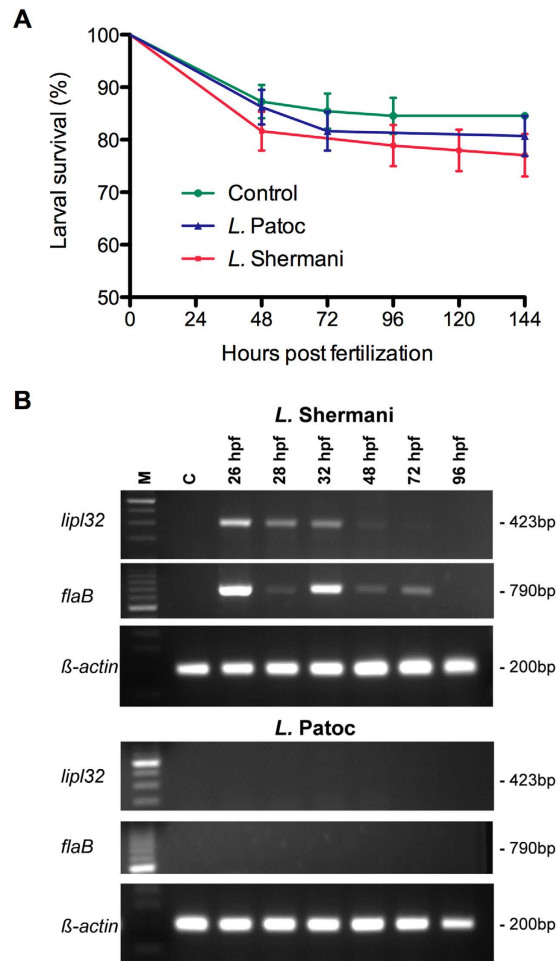 A
Larval survival (%)
100
90
80
70
60
50
Control
L. Patoc
L. Shermani
0 24 48 72 96 120 144
Hours post fertilization
B
L. Shermani
M C 26 hpf 28 hpf 32 hpf 48 hpf 72 hpf 96 hpf
lipl32 - 423bp
flaB - 790bp
ß-actin - 200bp
L. Patoc
lipl32 - 423bp
flaB - 790bp
ß-actin - 200bp